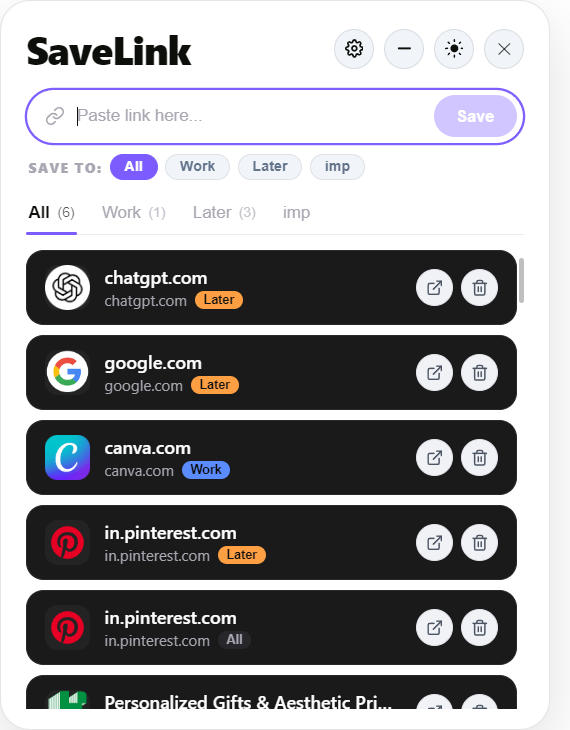 SaveLink
Paste link here...
Save
SAVE TO: All Work Later imp
All (6) Work (1) Later (3) imp
chatgpt.com
chatgpt.com Later
google.com
google.com Later
canva.com
canva.com Work
in.pinterest.com
in.pinterest.com Later
in.pinterest.com
in.pinterest.com All
Personalized Gifts & Aesthetic Pri...